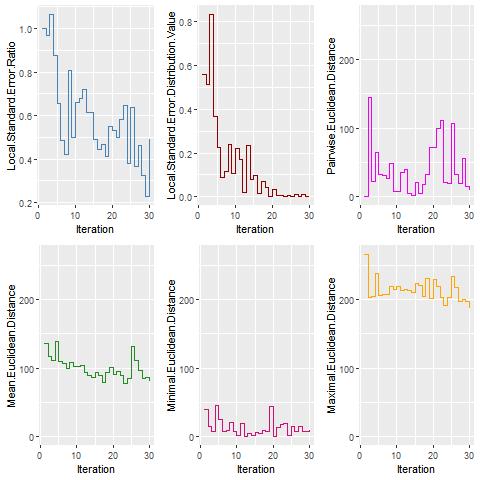 Local.Standard.Error.Ratio
1.0
0.8
0.6
0.4
0.2
0 10 20 30
Iteration
Local.Standard.Error.Distribution.Value
0.8
0.6
0.4
0.2
0.0
0 10 20 30
Iteration
Pairwise.Euclidean.Distance
200
100
0
0 10 20 30
Iteration
Mean.Euclidean.Distance
200
100
0
0 10 20 30
Iteration
Minimal.Euclidean.Distance
200
100
0
0 10 20 30
Iteration
Maximal.Euclidean.Distance
200
100
0
0 10 20 30
Iteration